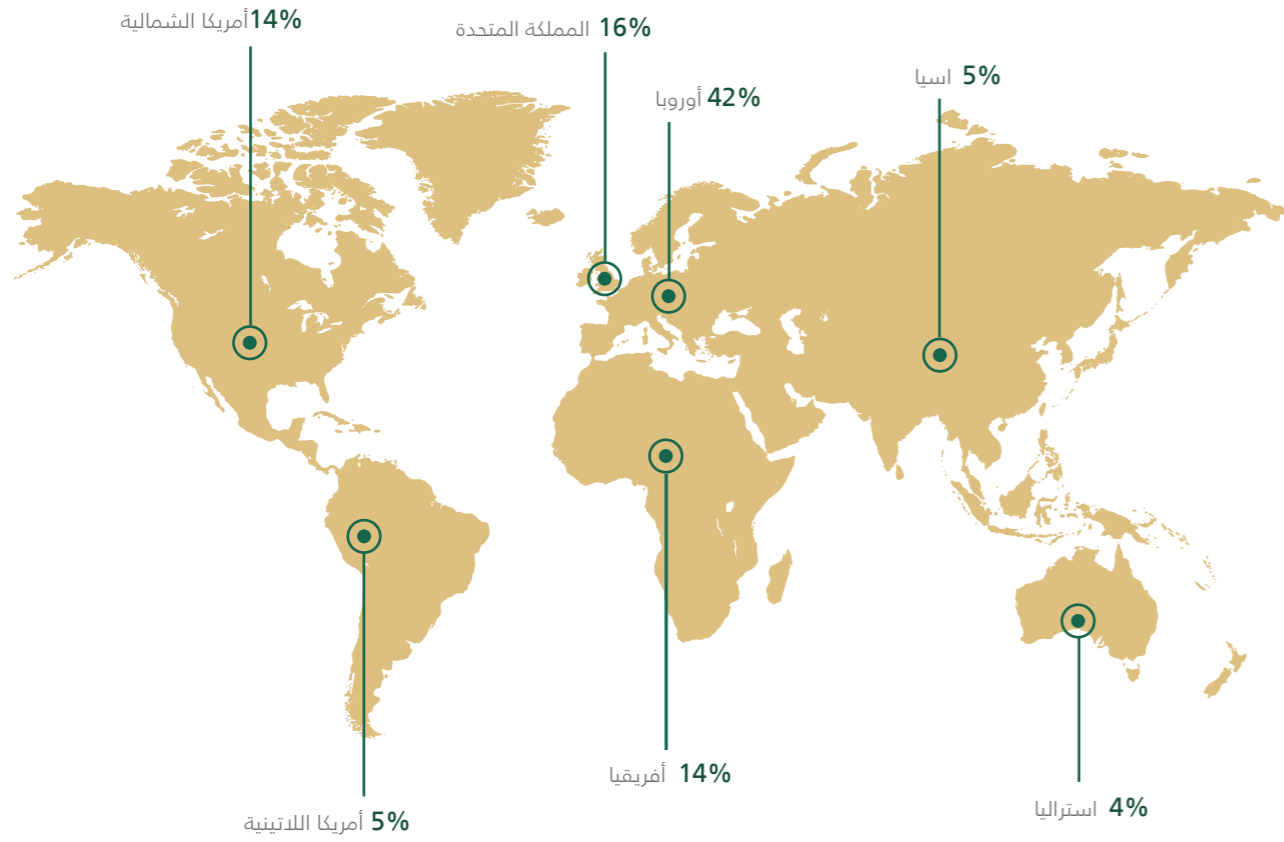 14% أمريكا الشمالية
16% المملكة المتحدة
5% اسيا
42% أوروبا
14% أفريقيا
4% استراليا
5% أمريكا اللاتينية